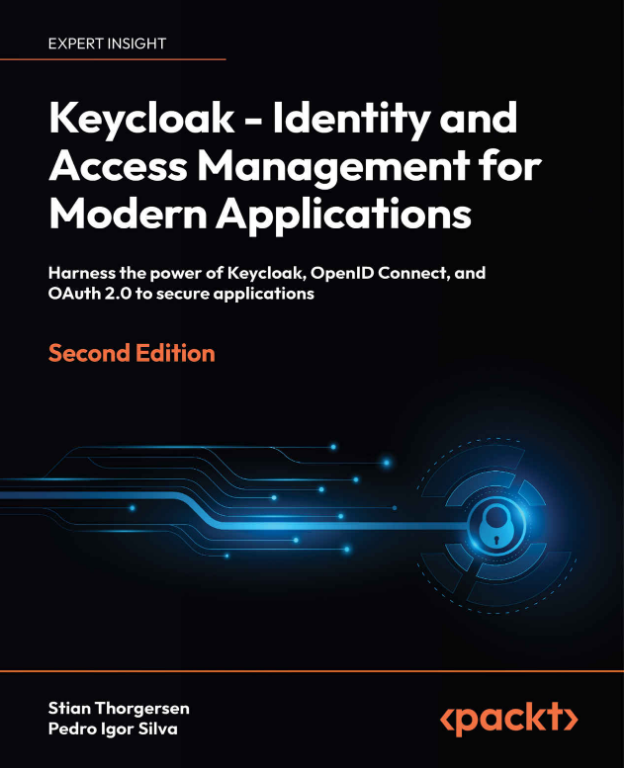 EXPERT INSIGHT
Keycloak - Identity and
Access Management for
Modern Applications
Harness the power of Keycloak, OpenID Connect, and
OAuth 2.0 to secure applications
Second Edition
Stian Thorgersen
Pedro Igor Silva
<packt>